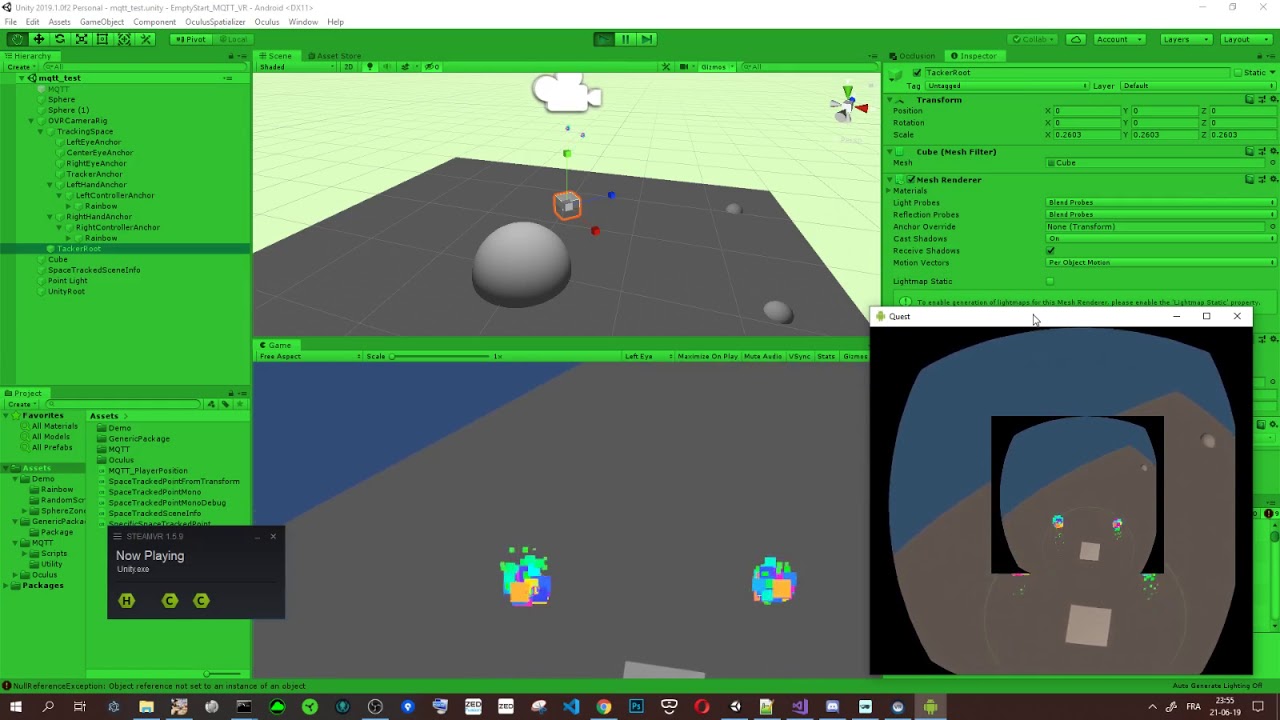 Unity 2019.1.0f2 Personal - mqtt_test.unity - EmptyStart_MQTT_VR - Android <DX11>
File Edit Assets GameObject Component OculusSpatializer Oculus Window Help
Pivot Local Collab Account Layers Layout
Hierarchy
Create All
mqtt_test
MQTT
Sphere
Sphere (1)
OVRCameraRig
TrackingSpace
LeftEyeAnchor
CenterEyeAnchor
RightEyeAnchor
TrackerAnchor
LeftHandAnchor
LeftControllerAnchor
Rainbow
RightHandAnchor
RightControllerAnchor
Rainbow
TackerRoot
Cube
SpaceTrackedSceneInfo
Point Light
UnityRoot
Scene Asset Store
Shaded 2D 0 Gizmos All
Persp
Game
Free Aspect Scale 1x Left Eye Maximize On Play Mute Audio VSync Stats Gizmos
Occlusion Inspector
TackerRoot Static
Tag Untagged Layer Default
Transform
Position X 0 Y 0 Z 0
Rotation X 0 Y 0 Z 0
Scale X 0.2603 Y 0.2603 Z 0.2603
Cube (Mesh Filter)
Mesh Cube
Mesh Renderer
Materials
Light Probes Blend Probes
Reflection Probes Blend Probes
Anchor Override None (Transform)
Cast Shadows On
Receive Shadows
Motion Vectors Per Object Motion
Lightmap Static
To enable generation of lightmaps for this Mesh Renderer, please enable the 'Lightmap Static' property.
Quest
Project
Create
Favorites
All Materials
All Models
All Prefabs
Assets
Demo
Rainbow
RandomScr
SphereZon
GenericPacka
Package
MQTT
Scripts
Utility
Oculus
Packages
Assets
Demo
GenericPackage
MQTT
Oculus
MQTT_PlayerPosition
SpaceTrackedPointFromTransform
SpaceTrackedPointMono
SpaceTrackedPointMonoDebug
SpaceTrackedSceneInfo
SpecificSpaceTrackedPoint
STEAMVR 1.5.9
Now Playing
Unity.exe
H C C
NullReferenceException: Object reference not set to an instance of an object
Auto Generate Lighting Off
ZED ZED FRA 23:55
21-06-19